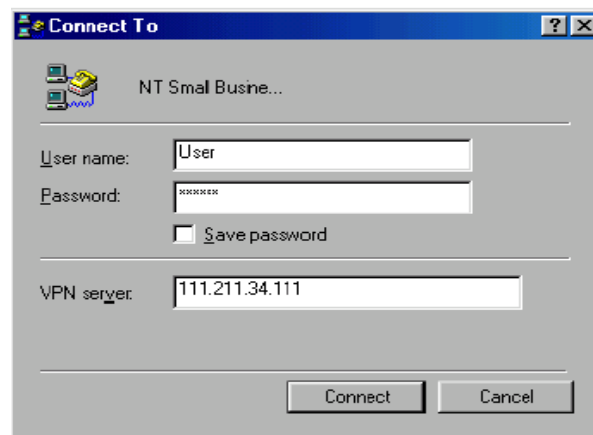 Connect To
NT Smal Busine...
User name: User
Password: ******
Save password
VPN server: 111.211.34.111
Connect Cancel